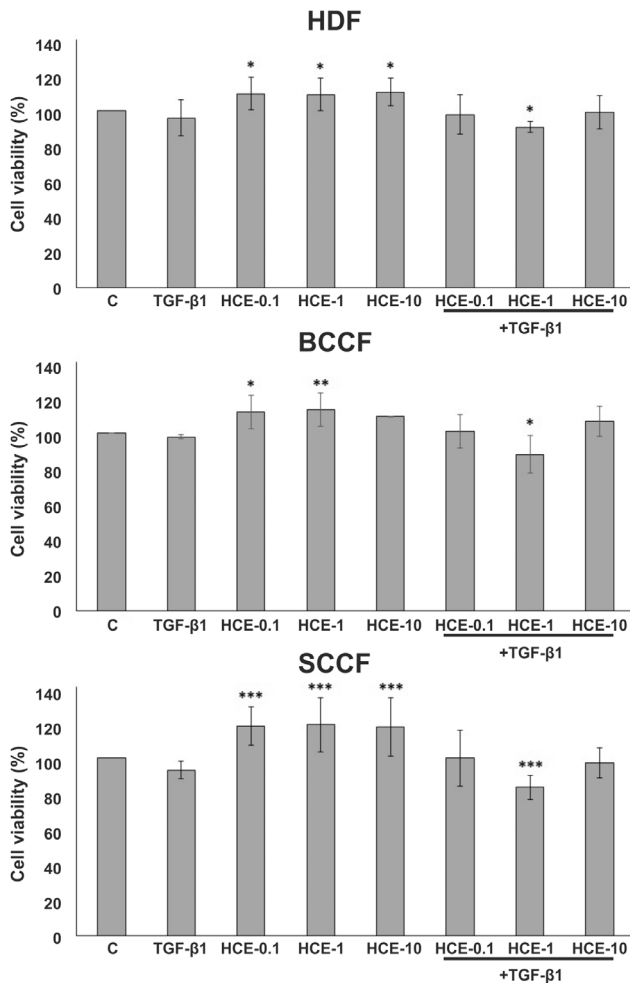 HDF
Cell viability (%)
140
120
100
80
60
40
20
0
* * * *
C TGF-β1 HCE-0.1 HCE-1 HCE-10 HCE-0.1 HCE-1 HCE-10
+TGF-β1
BCCF
Cell viability (%)
140
120
100
80
60
40
20
0
* ** *
C TGF-β1 HCE-0.1 HCE-1 HCE-10 HCE-0.1 HCE-1 HCE-10
+TGF-β1
SCCF
Cell viability (%)
140
120
100
80
60
40
20
0
*** *** *** ***
C TGF-β1 HCE-0.1 HCE-1 HCE-10 HCE-0.1 HCE-1 HCE-10
+TGF-β1